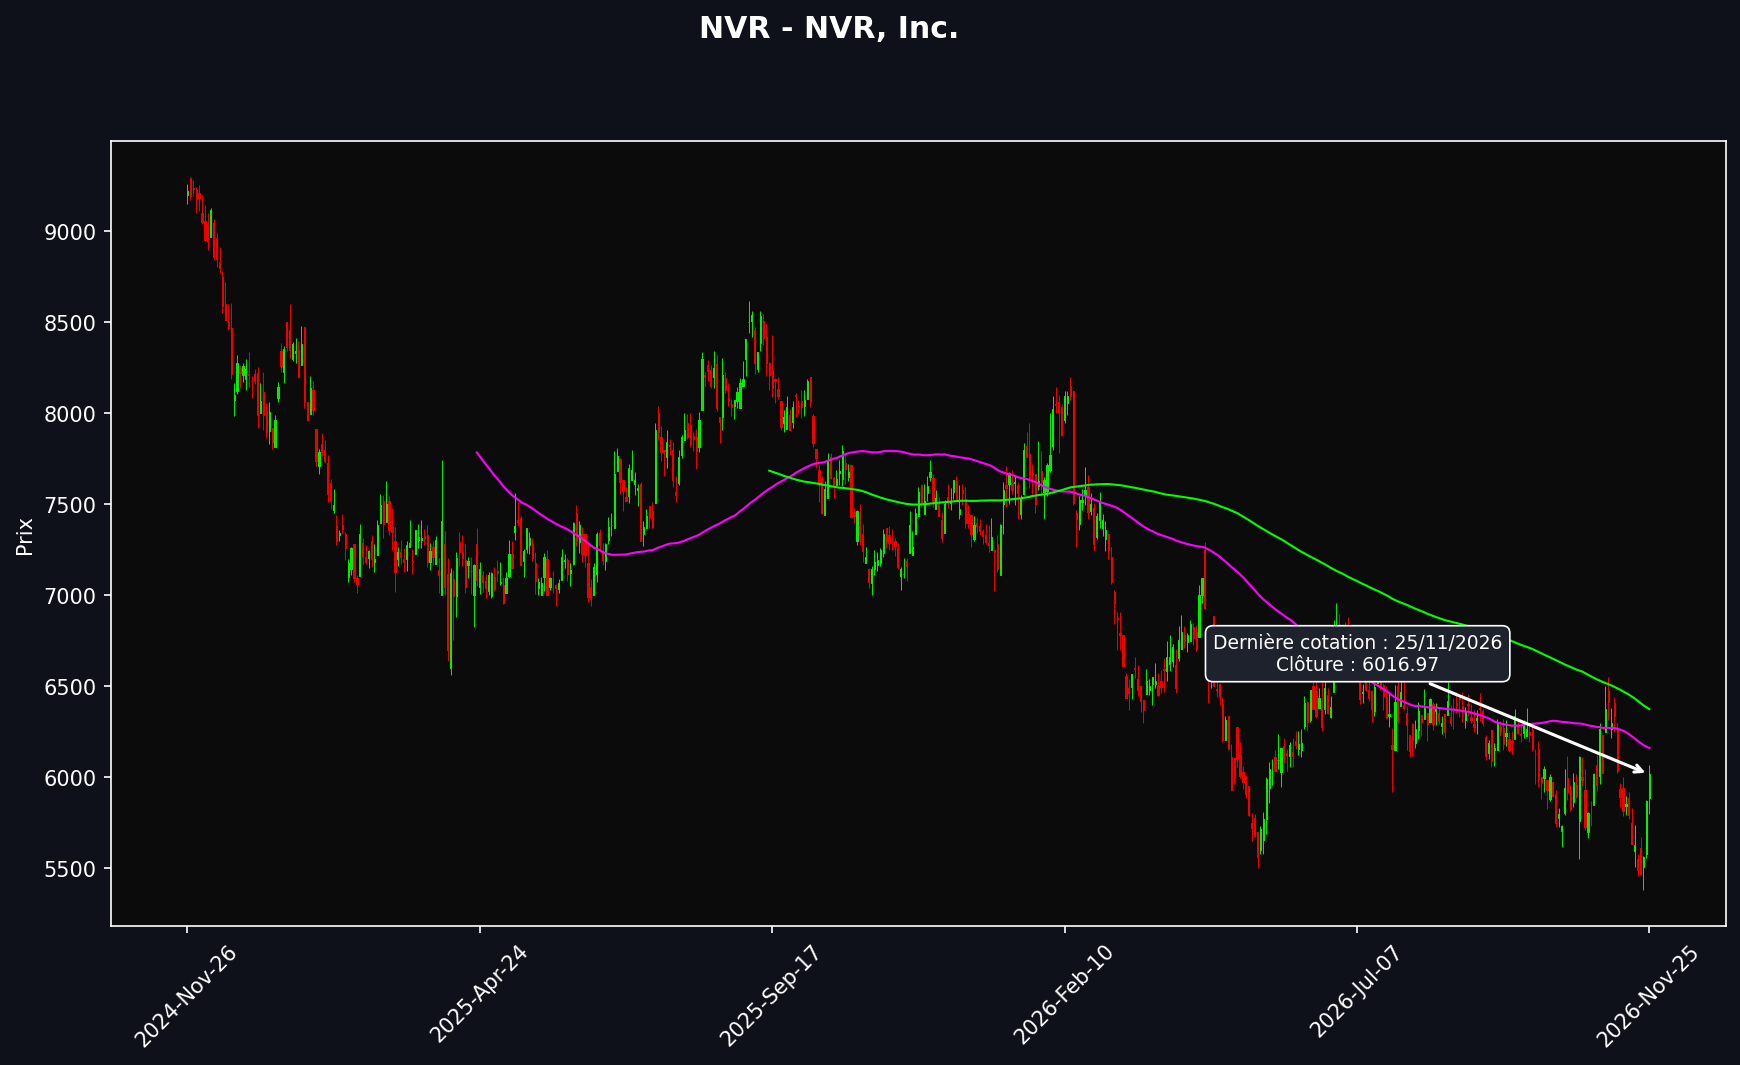 NVR - NVR, Inc.
Prix
9000
8500
8000
7500
7000
6500
6000
5500
Dernière cotation : 25/11/2026
Clôture : 6016.97
2024-Nov-26
2025-Apr-24
2025-Sep-17
2026-Feb-10
2026-Jul-07
2026-Nov-25